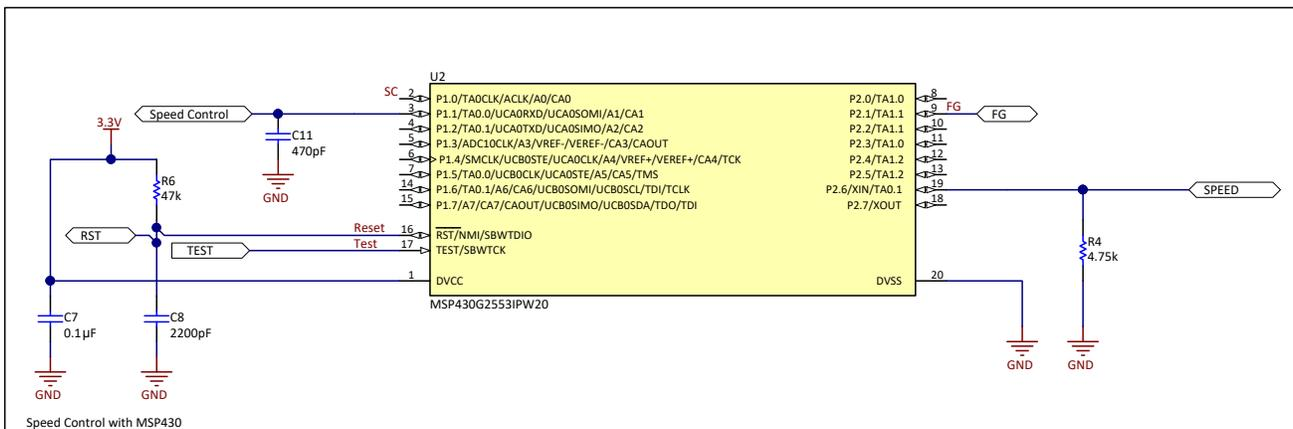 U2
SC 2 P1.0/TA0CLK/ACLK/A0/CA0 P2.0/TA1.0 8
Speed Control 3 P1.1/TA0.0/UCA0RXD/UCA0SOMI/A1/CA1 P2.1/TA1.1 9 FG FG
4 P1.2/TA0.1/UCA0TXD/UCA0SIMO/A2/CA2 P2.2/TA1.1 10
3.3V
C11
470pF
5 P1.3/ADC10CLK/A3/VREF-/VEREF-/CA3/CAOUT P2.3/TA1.0 11
6 P1.4/SMCLK/UCB0STE/UCA0CLK/A4/VREF+/VEREF+/CA4/TCK P2.4/TA1.2 12
7 P1.5/TA0.0/UCB0CLK/UCA0STE/A5/CA5/TMS P2.5/TA1.2 13
R6
47k
GND
14 P1.6/TA0.1/A6/CA6/UCB0SOMI/UCB0SCL/TDI/TCLK P2.6/XIN/TA0.1 19 SPEED
15 P1.7/A7/CA7/CAOUT/UCB0SIMO/UCB0SDA/TDO/TDI P2.7/XOUT 18
RST Reset 16 RST/NMI/SBWTDIO
TEST Test 17 TEST/SBWTCK
R4
4.75k
1 DVCC DVSS 20
MSP430G2553IPW20
C7
0.1µF
C8
2200pF
GND GND GND GND
Speed Control with MSP430